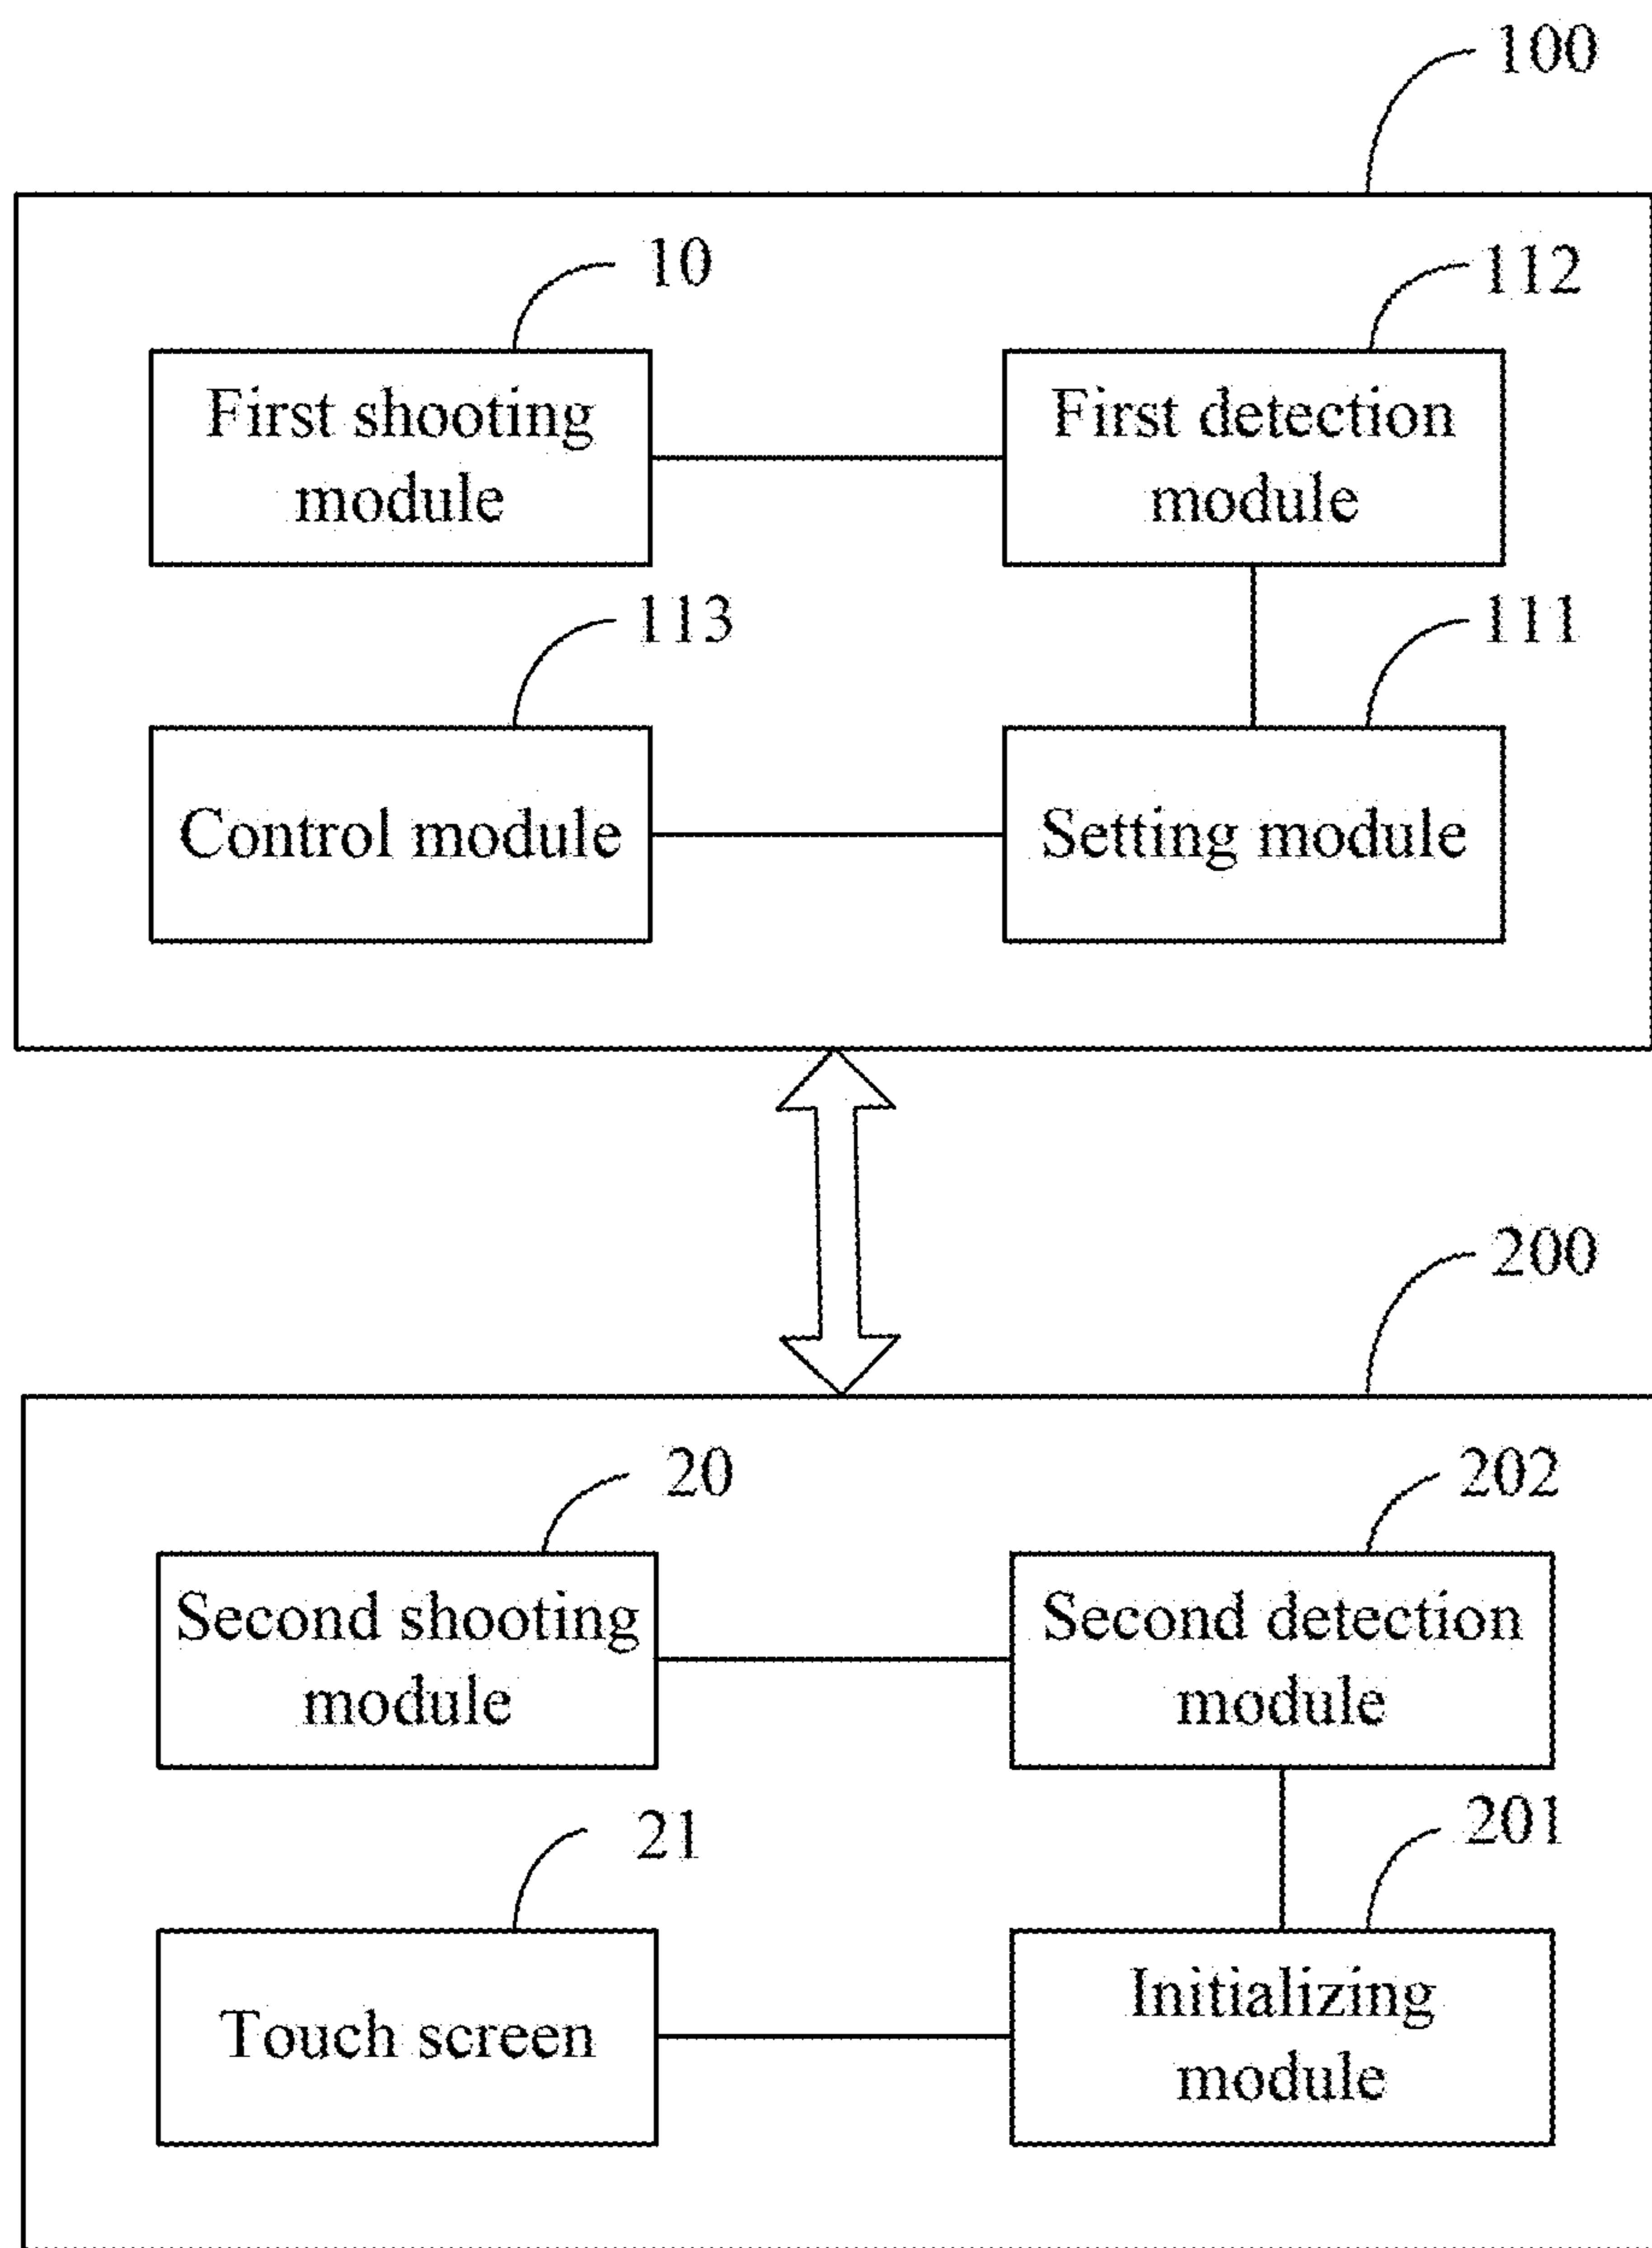 100
10
112
First shooting
module
First detection
module
113
111
Control module
Setting module
200
20
202
Second shooting
module
Second detection
module
21
201
Touch screen
Initializing
module